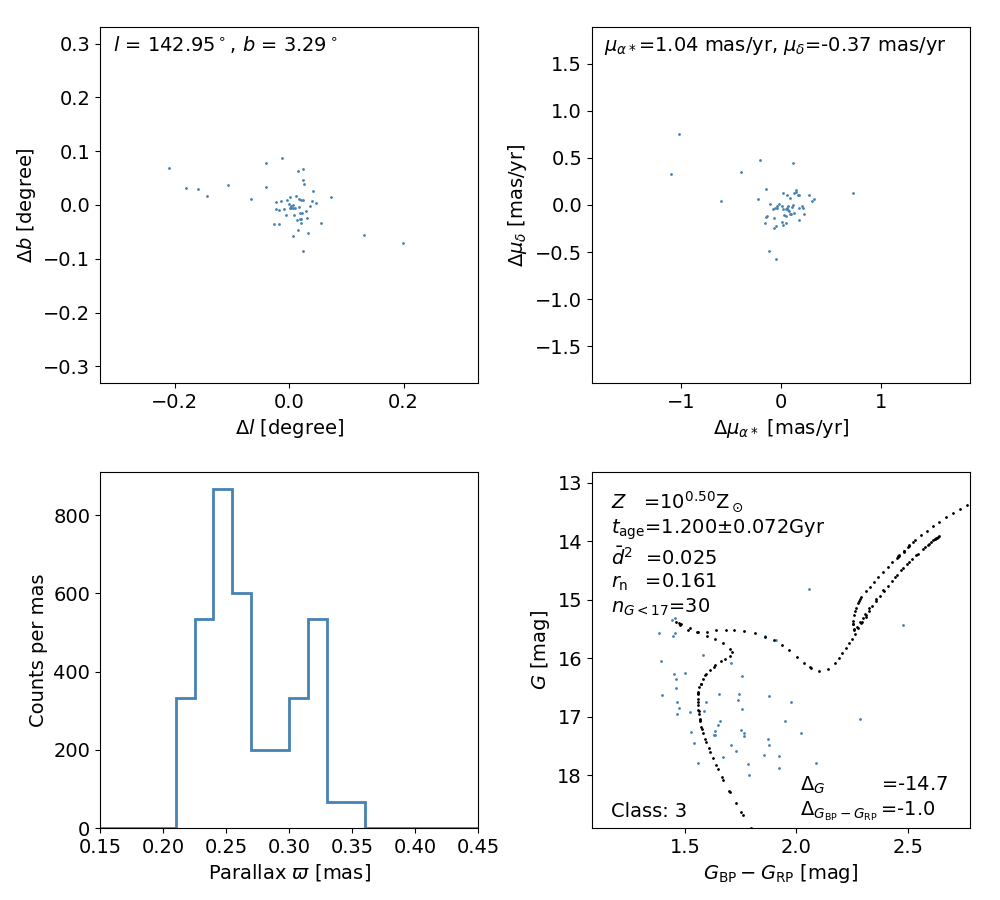 l = 142.95°, b = 3.29°
0.3
0.2
0.1
0.0
−0.1
−0.2
−0.3
Δb [degree]
−0.2 0.0 0.2
Δl [degree]
μα∗=1.04 mas/yr, μδ=-0.37 mas/yr
1.5
1.0
0.5
0.0
−0.5
−1.0
−1.5
Δμδ [mas/yr]
−1 0 1
Δμα∗ [mas/yr]
800
600
400
200
0
Counts per mas
0.15 0.20 0.25 0.30 0.35 0.40 0.45
Parallax ϖ [mas]
Z =10^0.50 Z⊙
t_age=1.200±0.072Gyr
d̄² =0.025
r_n =0.161
n_G<17=30
Δ_G =-14.7
Δ_G_BP−G_RP =-1.0
Class: 3
13
14
15
16
17
18
G [mag]
1.5 2.0 2.5
G_BP − G_RP [mag]